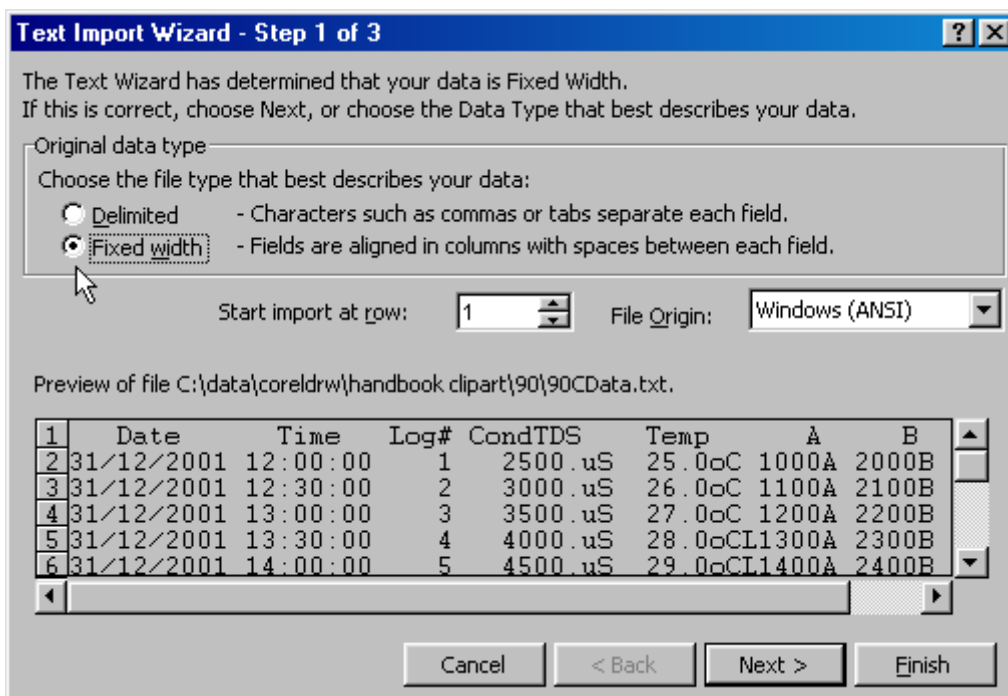 Text Import Wizard - Step 1 of 3
The Text Wizard has determined that your data is Fixed Width.
If this is correct, choose Next, or choose the Data Type that best describes your data.
Original data type
Choose the file type that best describes your data:
Delimited - Characters such as commas or tabs separate each field.
Fixed width - Fields are aligned in columns with spaces between each field.
Start import at row: 1 File Origin: Windows (ANSI)
Preview of file C:\data\coreldrw\handbook clipart\90\90CData.txt.
1 Date Time Log# CondTDS Temp A B
2 31/12/2001 12:00:00 1 2500.uS 25.0oC 1000A 2000B
3 31/12/2001 12:30:00 2 3000.uS 26.0oC 1100A 2100B
4 31/12/2001 13:00:00 3 3500.uS 27.0oC 1200A 2200B
5 31/12/2001 13:30:00 4 4000.uS 28.0oCL1300A 2300B
6 31/12/2001 14:00:00 5 4500.uS 29.0oCL1400A 2400B
Cancel < Back Next > Finish